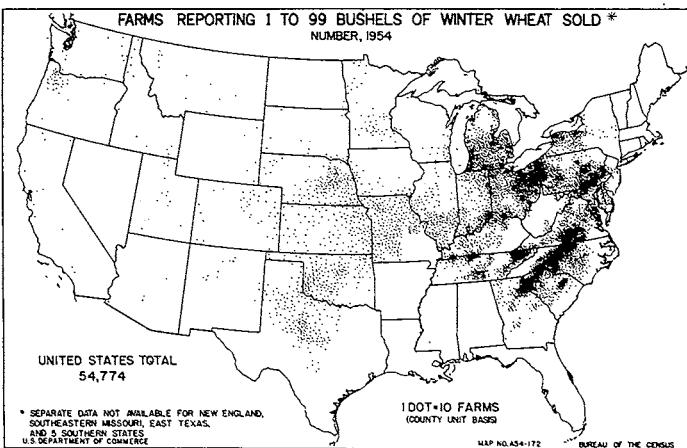 FARMS REPORTING 1 TO 99 BUSHELS OF WINTER WHEAT SOLD *
NUMBER, 1954
UNITED STATES TOTAL
54,774
* SEPARATE DATA NOT AVAILABLE FOR NEW ENGLAND,
SOUTHEASTERN MISSOURI, EAST TEXAS,
AND 5 SOUTHERN STATES
U.S. DEPARTMENT OF COMMERCE
1 DOT=10 FARMS
(COUNTY UNIT BASIS)
MAP NO. A54-172
BUREAU OF THE CENSUS